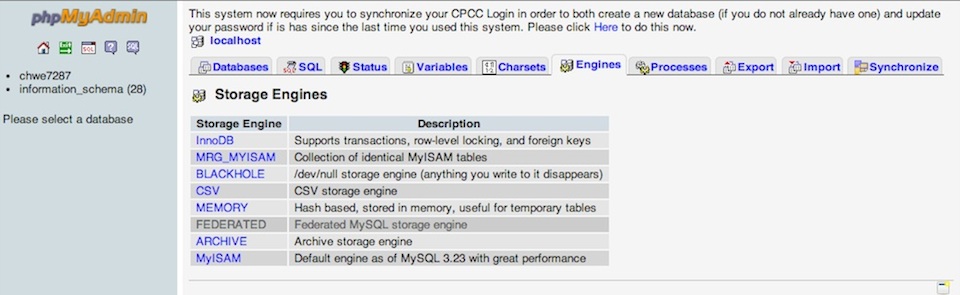 phpMyAdmin
chwe7287
information_schema (28)
Please select a database
This system now requires you to synchronize your CPCC Login in order to both create a new database (if you do not already have one) and update
your password if is has since the last time you used this system. Please click Here to do this now.
localhost
Databases SQL Status Variables Charsets Engines Processes Export Import Synchronize
Storage Engines
Storage Engine Description
InnoDB Supports transactions, row-level locking, and foreign keys
MRG_MYISAM Collection of identical MyISAM tables
BLACKHOLE /dev/null storage engine (anything you write to it disappears)
CSV CSV storage engine
MEMORY Hash based, stored in memory, useful for temporary tables
FEDERATED Federated MySQL storage engine
ARCHIVE Archive storage engine
MyISAM Default engine as of MySQL 3.23 with great performance